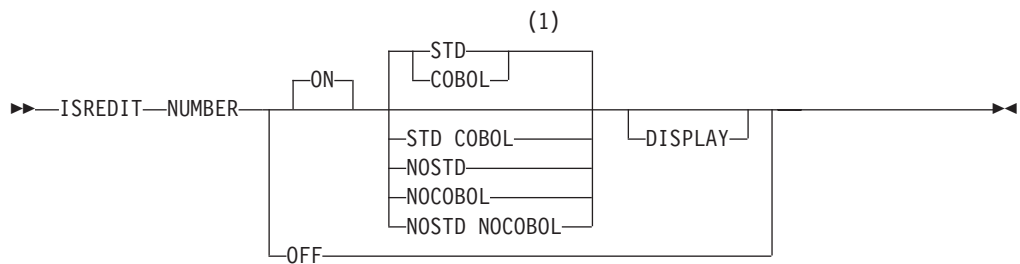 (1)
STD
ON COBOL
ISREDIT NUMBER
STD COBOL DISPLAY
NOSTD
NOCOBOL
NOSTD NOCOBOL
OFF